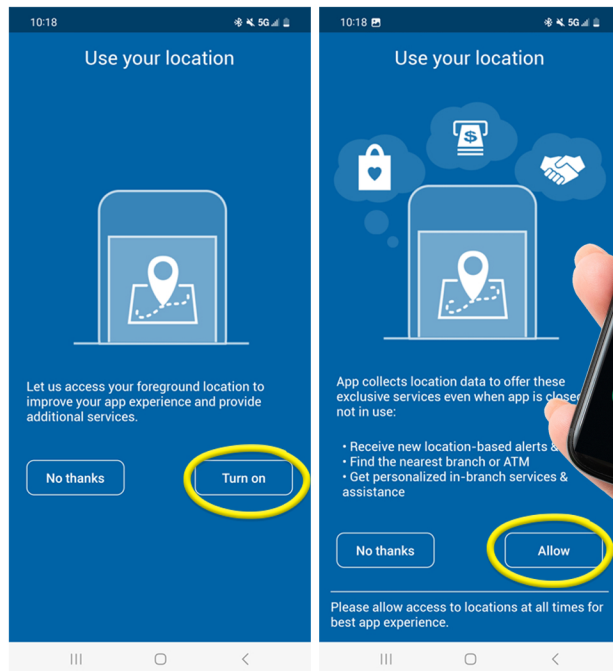 10:18
5G
Use your location
Let us access your foreground location to
improve your app experience and provide
additional services.
No thanks
Turn on
10:18
5G
Use your location
$
App collects location data to offer these
exclusive services even when app is closed
not in use:
• Receive new location-based alerts &
• Find the nearest branch or ATM
• Get personalized in-branch services &
assistance
No thanks
Allow
Please allow access to locations at all times for
best app experience.